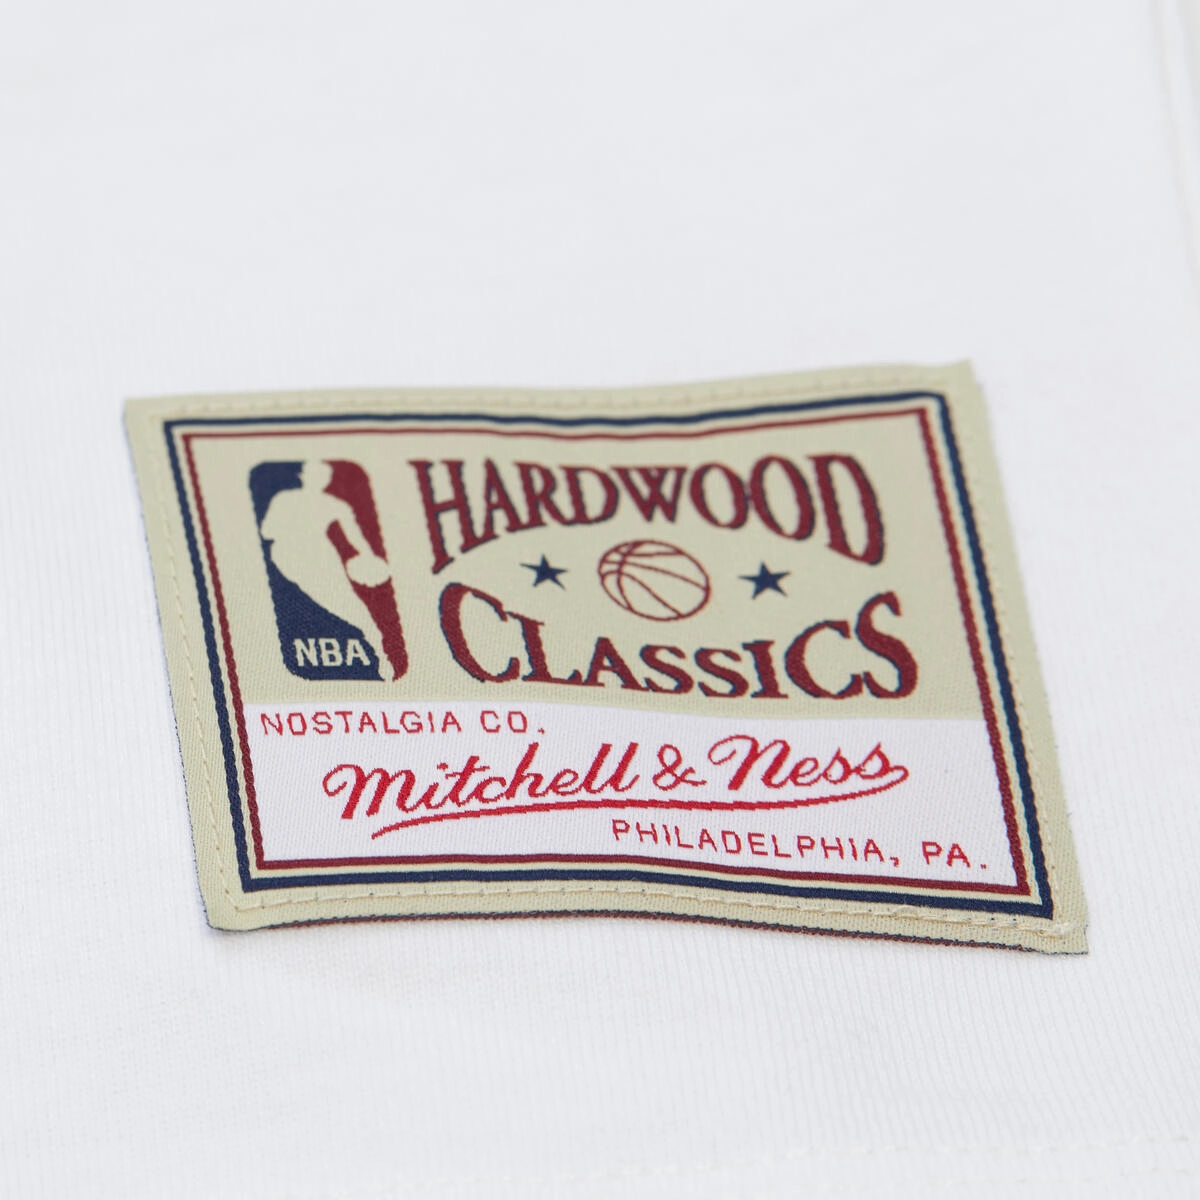 HARDWOOD
CLASSICS
NBA
NOSTALGIA CO.
Mitchell & Ness
PHILADELPHIA, PA.